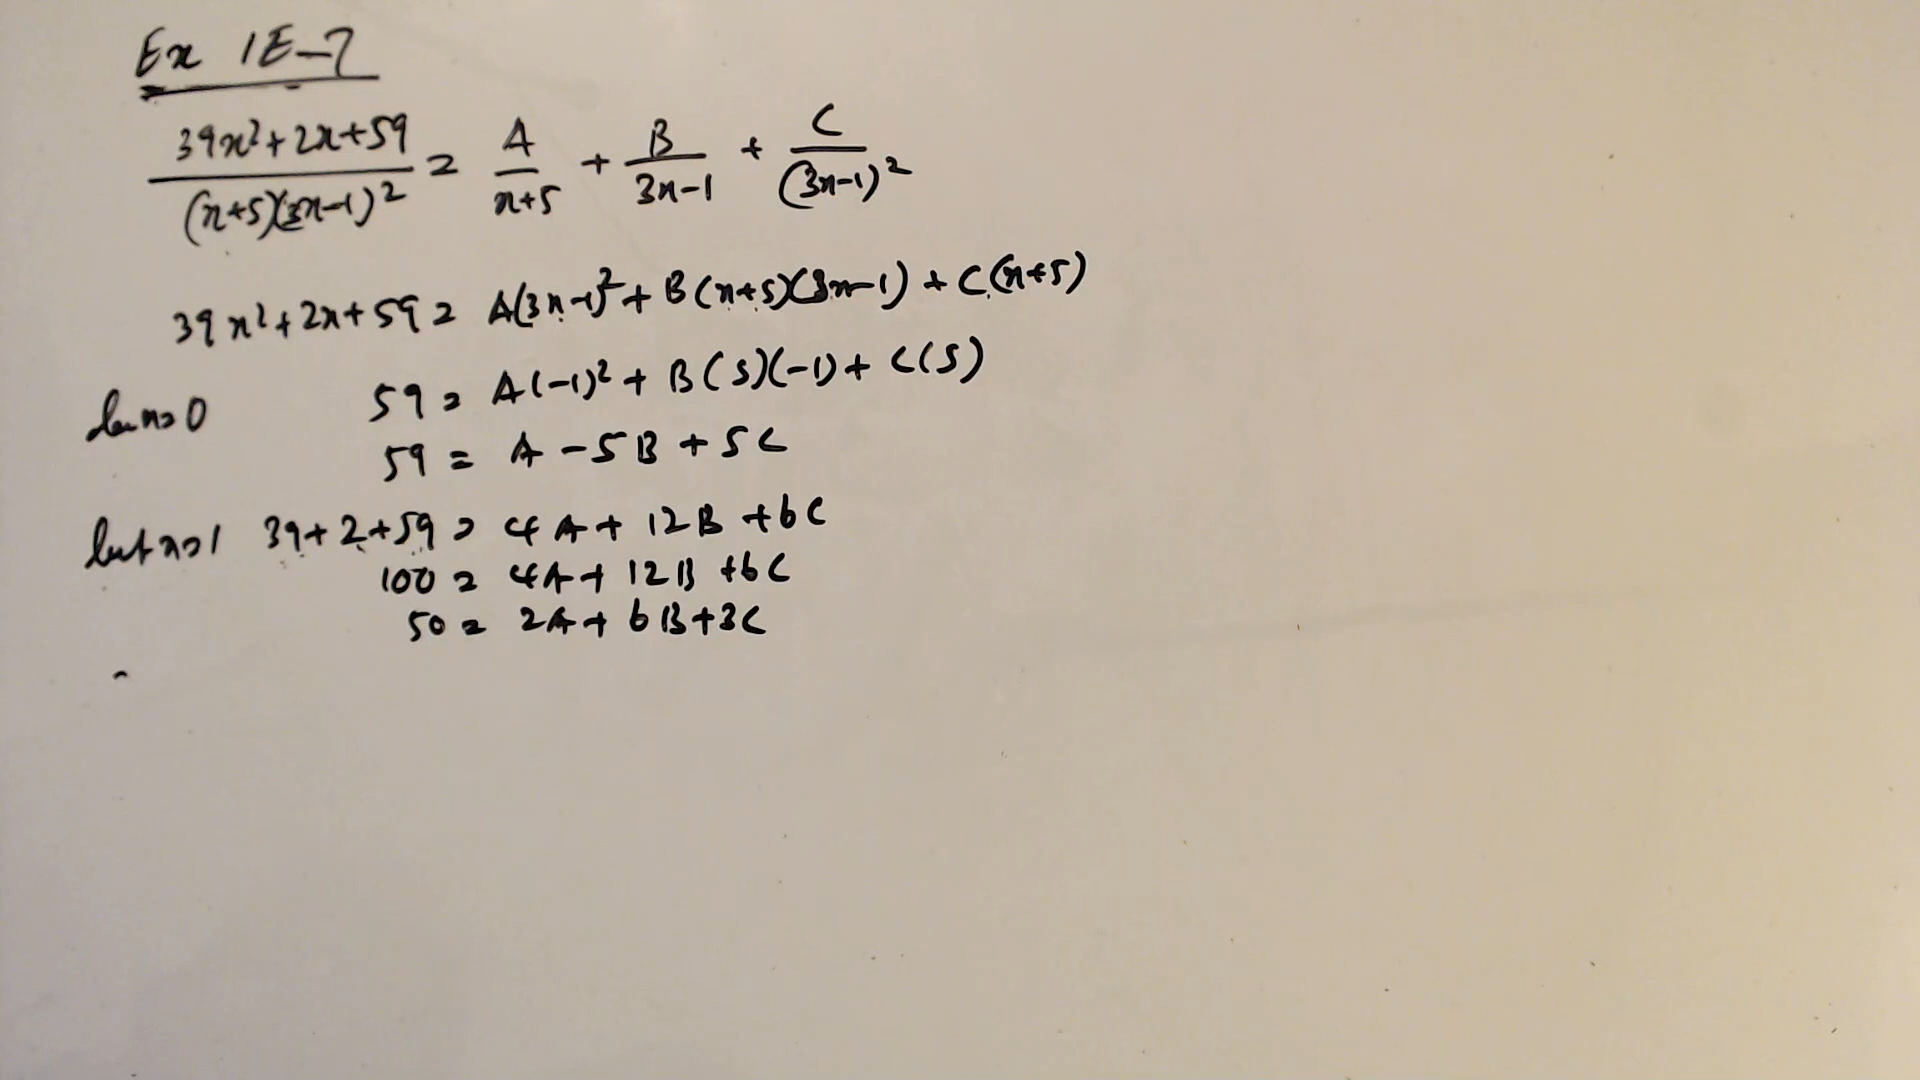 Ex 1E-7
39x²+2x+59 / (x+5)(3x-1)² = A/(x+5) + B/(3x-1) + C/(3x-1)²
39x²+2x+59 = A(3x-1)² + B(x+5)(3x-1) + C(x+5)
let x=0 59 = A(-1)² + B(5)(-1) + C(5)
59 = A - 5B + 5C
let x=1 39+2+59 = 4A + 12B + 6C
100 = 4A + 12B + 6C
50 = 2A + 6B + 3C